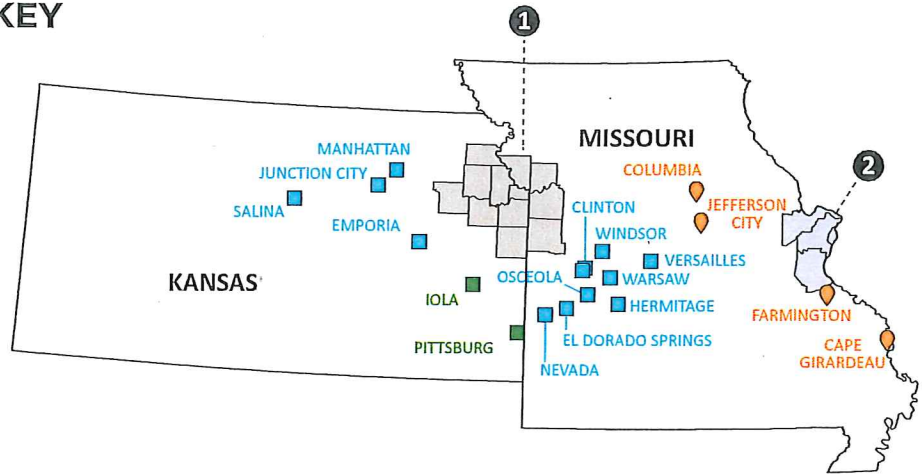 KEY
1
MISSOURI
MANHATTAN
JUNCTION CITY
SALINA
EMPORIA
KANSAS
IOLA
PITTSBURG
COLUMBIA
JEFFERSON
CITY
2
CLINTON
WINDSOR
VERSAILLES
OSCEOLA
WARSAW
HERMITAGE
EL DORADO SPRINGS
NEVADA
FARMINGTON
CAPE
GIRARDEAU